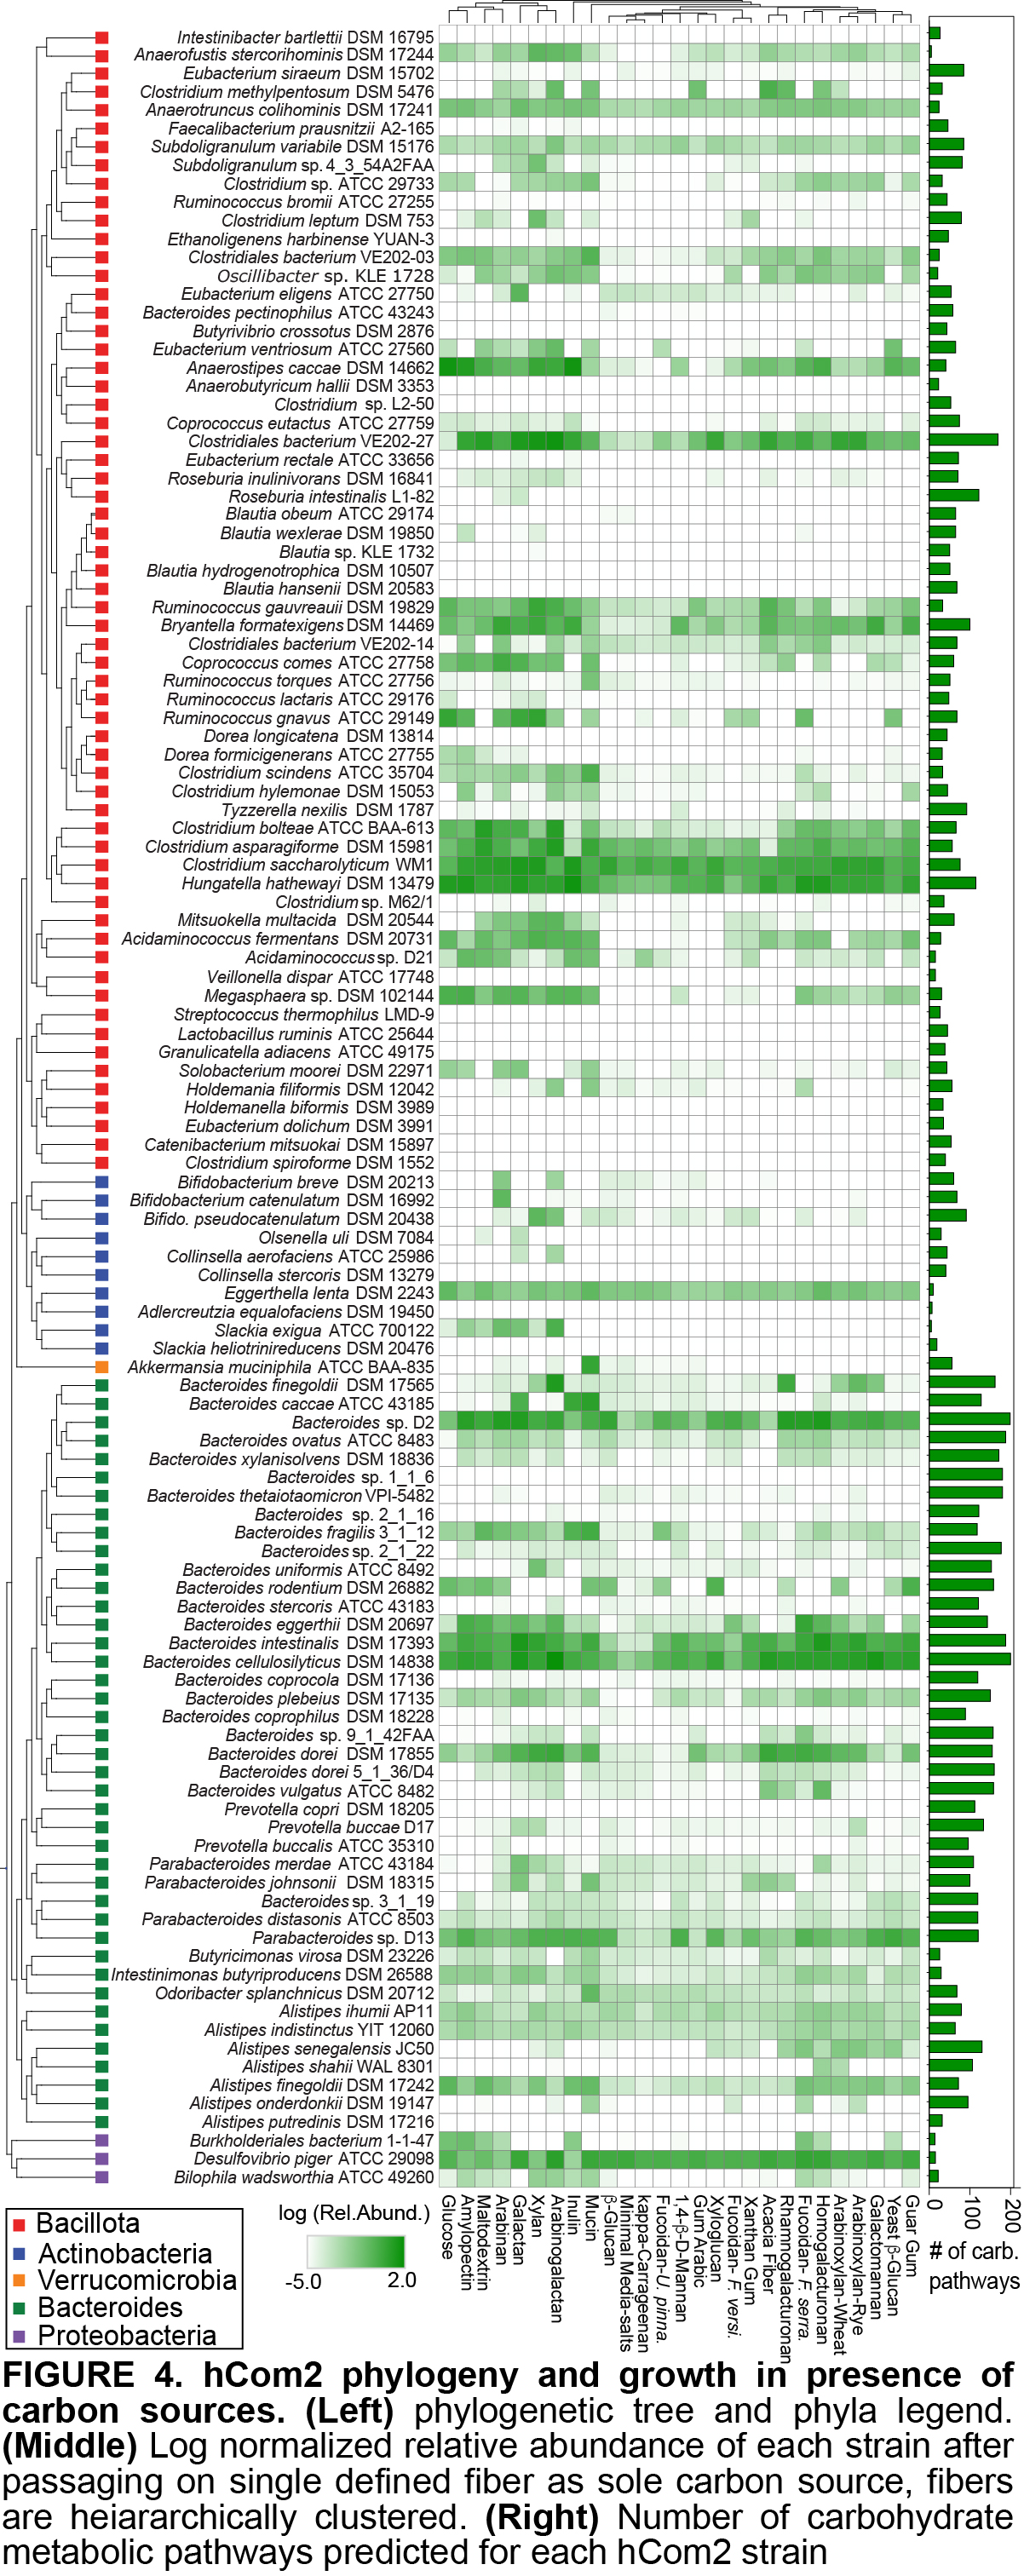 Intestinibacter bartlettii DSM 16795
Anaerofustis stercorihominis DSM 17244
Eubacterium siraeum DSM 15702
Clostridium methylpentosum DSM 5476
Anaerotruncus colihominis DSM 17241
Faecalibacterium prausnitzii A2-165
Subdoligranulum variabile DSM 15176
Subdoligranulum sp. 4_3_54A2FAA
Clostridium sp. ATCC 29733
Ruminococcus bromii ATCC 27255
Clostridium leptum DSM 753
Ethanoligenens harbinense YUAN-3
Clostridiales bacterium VE202-03
Oscillibacter sp. KLE 1728
Eubacterium eligens ATCC 27750
Bacteroides pectinophilus ATCC 43243
Butyrivibrio crossotus DSM 2876
Eubacterium ventriosum ATCC 27560
Anaerostipes caccae DSM 14662
Anaerobutyricum hallii DSM 3353
Clostridium sp. L2-50
Coprococcus eutactus ATCC 27759
Clostridiales bacterium VE202-27
Eubacterium rectale ATCC 33656
Roseburia inulinivorans DSM 16841
Roseburia intestinalis L1-82
Blautia obeum ATCC 29174
Blautia wexlerae DSM 19850
Blautia sp. KLE 1732
Blautia hydrogenotrophica DSM 10507
Blautia hansenii DSM 20583
Ruminococcus gauvreauii DSM 19829
Bryantella formatexigens DSM 14469
Clostridiales bacterium VE202-14
Coprococcus comes ATCC 27758
Ruminococcus torques ATCC 27756
Ruminococcus lactaris ATCC 29176
Ruminococcus gnavus ATCC 29149
Dorea longicatena DSM 13814
Dorea formicigenerans ATCC 27755
Clostridium scindens ATCC 35704
Clostridium hylemonae DSM 15053
Tyzzerella nexilis DSM 1787
Clostridium bolteae ATCC BAA-613
Clostridium asparagiforme DSM 15981
Clostridium saccharolyticum WM1
Hungatella hathewayi DSM 13479
Clostridium sp. M62/1
Mitsuokella multacida DSM 20544
Acidaminococcus fermentans DSM 20731
Acidaminococcus sp. D21
Veillonella dispar ATCC 17748
Megasphaera sp. DSM 102144
Streptococcus thermophilus LMD-9
Lactobacillus ruminis ATCC 25644
Granulicatella adiacens ATCC 49175
Solobacterium moorei DSM 22971
Holdemania filiformis DSM 12042
Holdemanella biformis DSM 3989
Eubacterium dolichum DSM 3991
Catenibacterium mitsuokai DSM 15897
Clostridium spiroforme DSM 1552
Bifidobacterium breve DSM 20213
Bifidobacterium catenulatum DSM 16992
Bifido. pseudocatenulatum DSM 20438
Olsenella uli DSM 7084
Collinsella aerofaciens ATCC 25986
Collinsella stercoris DSM 13279
Eggerthella lenta DSM 2243
Adlercreutzia equalofaciens DSM 19450
Slackia exigua ATCC 700122
Slackia heliotrinireducens DSM 20476
Akkermansia muciniphila ATCC BAA-835
Bacteroides finegoldii DSM 17565
Bacteroides caccae ATCC 43185
Bacteroides sp. D2
Bacteroides ovatus ATCC 8483
Bacteroides xylanisolvens DSM 18836
Bacteroides sp. 1_1_6
Bacteroides thetaiotaomicron VPI-5482
Bacteroides sp. 2_1_16
Bacteroides fragilis 3_1_12
Bacteroides sp. 2_1_22
Bacteroides uniformis ATCC 8492
Bacteroides rodentium DSM 26882
Bacteroides stercoris ATCC 43183
Bacteroides eggerthii DSM 20697
Bacteroides intestinalis DSM 17393
Bacteroides cellulosilyticus DSM 14838
Bacteroides coprocola DSM 17136
Bacteroides plebeius DSM 17135
Bacteroides coprophilus DSM 18228
Bacteroides sp. 9_1_42FAA
Bacteroides dorei DSM 17855
Bacteroides dorei 5_1_36/D4
Bacteroides vulgatus ATCC 8482
Prevotella copri DSM 18205
Prevotella buccae D17
Prevotella buccalis ATCC 35310
Parabacteroides merdae ATCC 43184
Parabacteroides johnsonii DSM 18315
Bacteroides sp. 3_1_19
Parabacteroides distasonis ATCC 8503
Parabacteroides sp. D13
Butyricimonas virosa DSM 23226
Intestinimonas butyriproducens DSM 26588
Odoribacter splanchnicus DSM 20712
Alistipes ihumii AP11
Alistipes indistinctus YIT 12060
Alistipes senegalensis JC50
Alistipes shahii WAL 8301
Alistipes finegoldii DSM 17242
Alistipes onderdonkii DSM 19147
Alistipes putredinis DSM 17216
Burkholderiales bacterium 1-1-47
Desulfovibrio piger ATCC 29098
Bilophila wadsworthia ATCC 49260
Glucose
Amylopectin
Maltodextrin
Arabinan
Galactan
Xylan
Arabinogalactan
Inulin
Mucin
β-Glucan
Minimal Media-salts
kappa-Carrageenan
Fucoidan-U. pinna.
1,4-β-D-Mannan
Gum Arabic
Xyloglucan
Fucoidan- F. versi.
Xanthan Gum
Acacia Fiber
Rhamnogalacturonan
Fucoidan- F. serra.
Homogalacturonan
Arabinoxylan-Wheat
Arabinoxylan-Rye
Galactomannan
Yeast β-Glucan
Guar Gum
0
100
200
# of carb.
pathways
log (Rel.Abund.)
-5.0 2.0
Bacillota
Actinobacteria
Verrucomicrobia
Bacteroides
Proteobacteria
FIGURE 4. hCom2 phylogeny and growth in presence of
carbon sources. (Left) phylogenetic tree and phyla legend.
(Middle) Log normalized relative abundance of each strain after
passaging on single defined fiber as sole carbon source, fibers
are heiararchically clustered. (Right) Number of carbohydrate
metabolic pathways predicted for each hCom2 strain